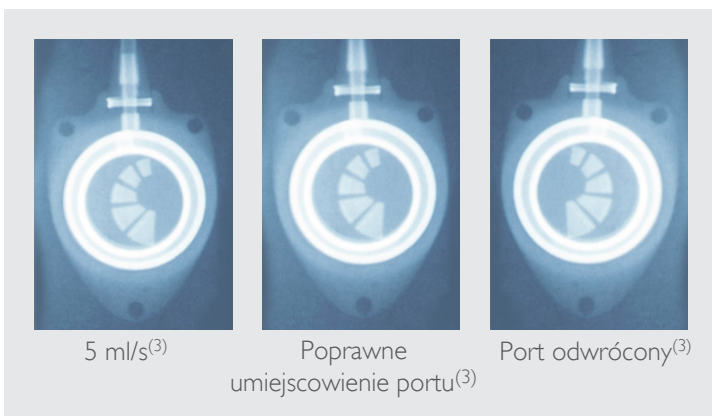 5 ml/s(3)
Poprawne
umiejscowienie portu(3)
Port odwrócony(3)